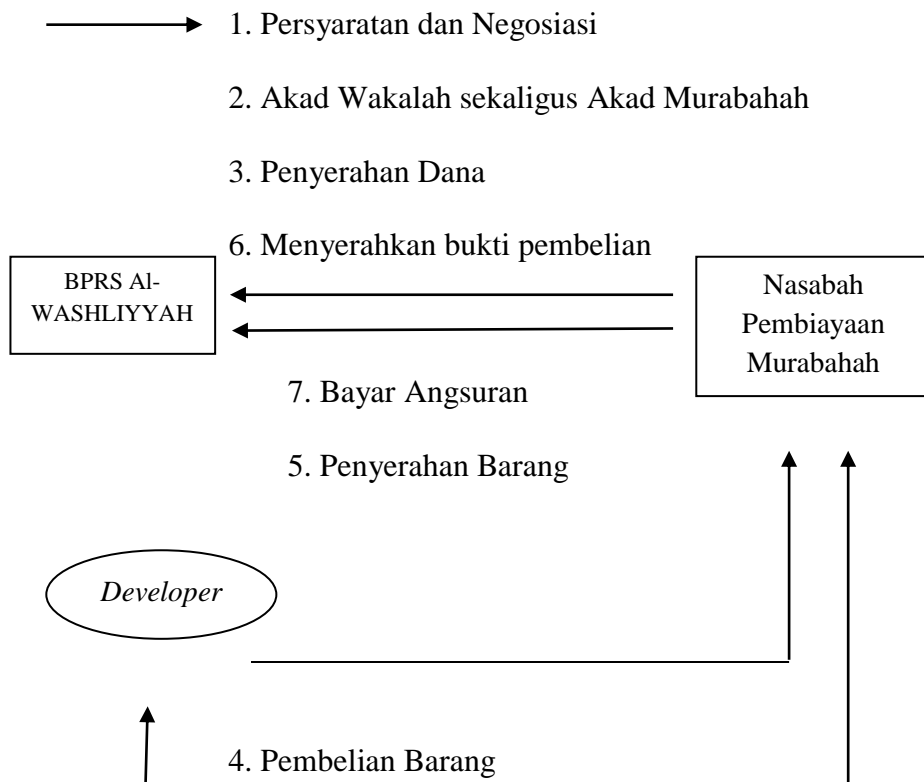 1. Persyaratan dan Negosiasi
2. Akad Wakalah sekaligus Akad Murabahah
3. Penyerahan Dana
6. Menyerahkan bukti pembelian
BPRS Al-
WASHLIYYAH
Nasabah
Pembiayaan
Murabahah
7. Bayar Angsuran
5. Penyerahan Barang
Developer
4. Pembelian Barang